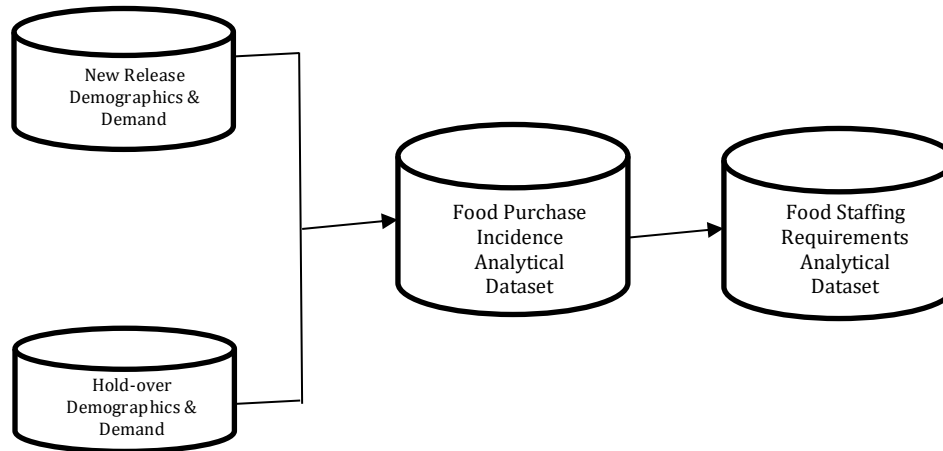 New Release
Demographics &
Demand
Food Purchase
Incidence
Analytical
Dataset
Food Staffing
Requirements
Analytical
Dataset
Hold-over
Demographics &
Demand